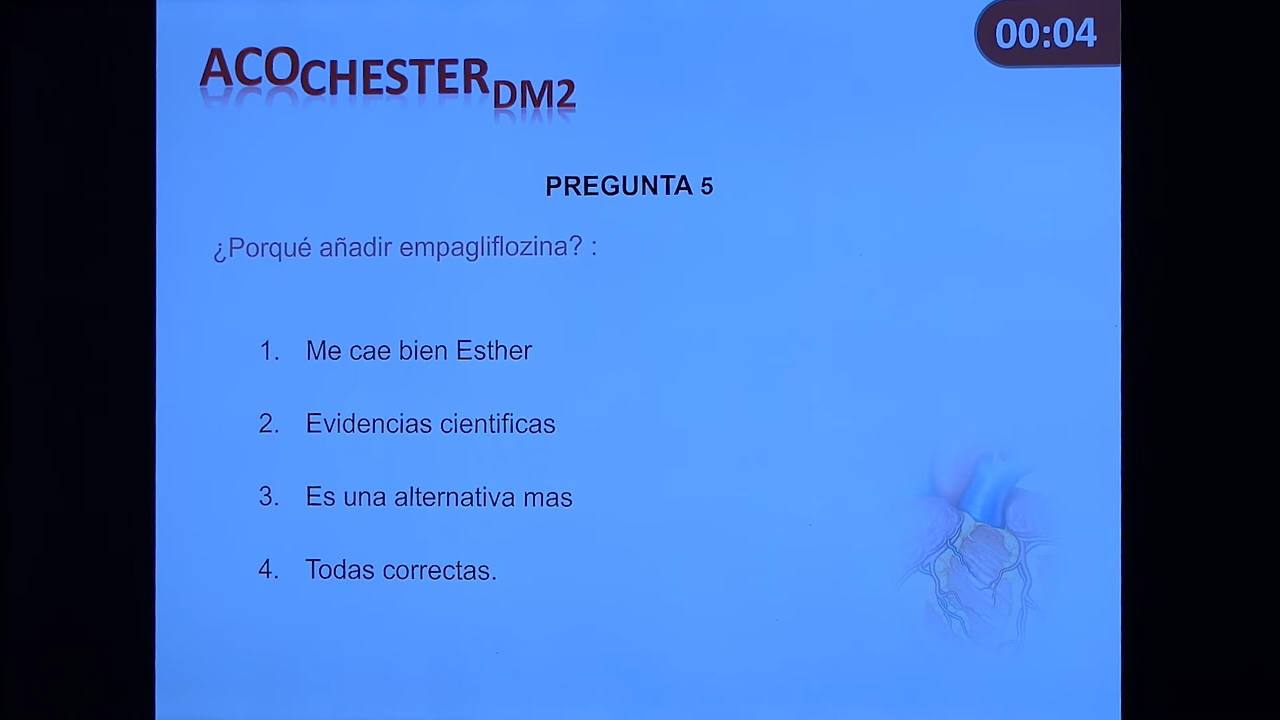 00:04
ACOCHESTERDM2
PREGUNTA 5
¿Porqué añadir empagliflozina? :
1. Me cae bien Esther
2. Evidencias cientificas
3. Es una alternativa mas
4. Todas correctas.